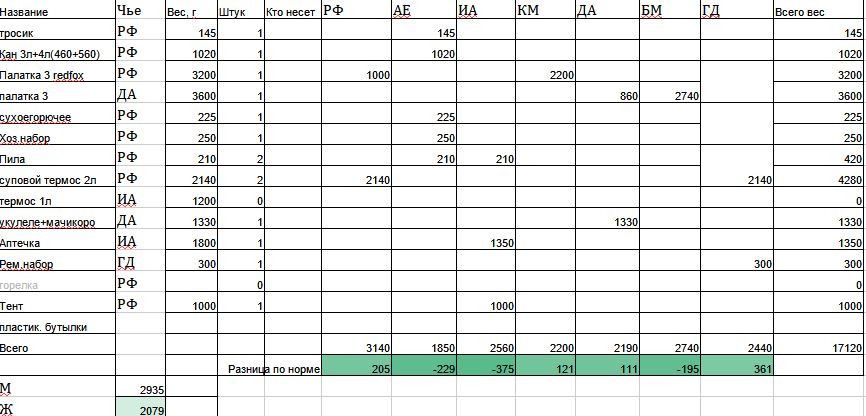 Название Чье Вес, г Штук Кто несет РФ АЕ ИА КМ ДА БМ ГД Всего вес
тросик РФ 145 1 145 145
Кан 3л+4л(460+560) РФ 1020 1 1020 1020
Палатка 3 redfox РФ 3200 1 1000 2200 3200
палатка 3 ДА 3600 1 860 2740 3600
сухоегорючее РФ 225 1 225 225
Хоз.набор РФ 250 1 250 250
Пила РФ 210 2 210 210 420
суповой термос 2л РФ 2140 2 2140 2140 4280
термос 1л ИА 1200 0 0
укулеле+мачикоро ДА 1330 1 1330 1330
Аптечка ИА 1800 1 1350 1350
Рем.набор ГД 300 1 300 300
горелка РФ 0 0
Тент РФ 1000 1 1000 1000
пластик. бутылки
Всего 3140 1850 2560 2200 2190 2740 2440 17120
Разница по норме 205 -229 -375 121 111 -195 361
М 2935
Ж 2079